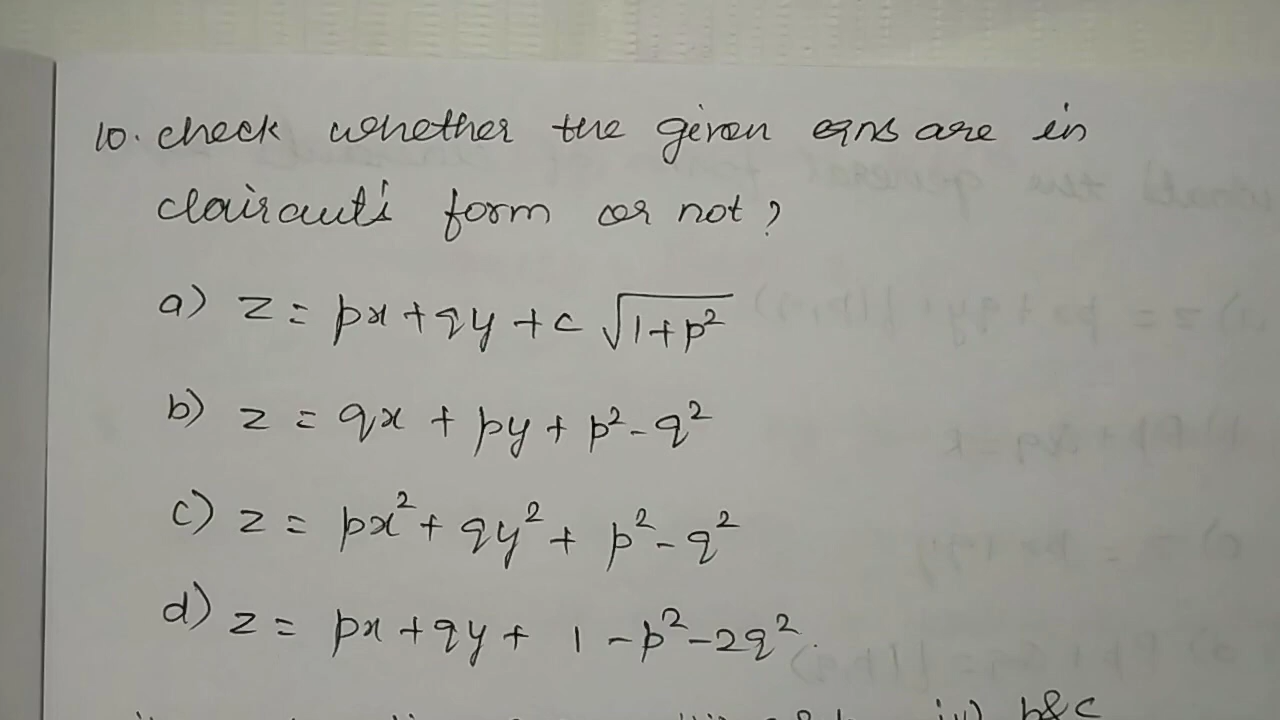 10. check whether the given eqns are in
clairaut's form or not?
a) z = px + qy + c √1+p²
b) z = qx + py + p² - q²
c) z = px² + qy² + p² - q²
d) z = px + qy + 1 - p² - 2q².
iv) b&c